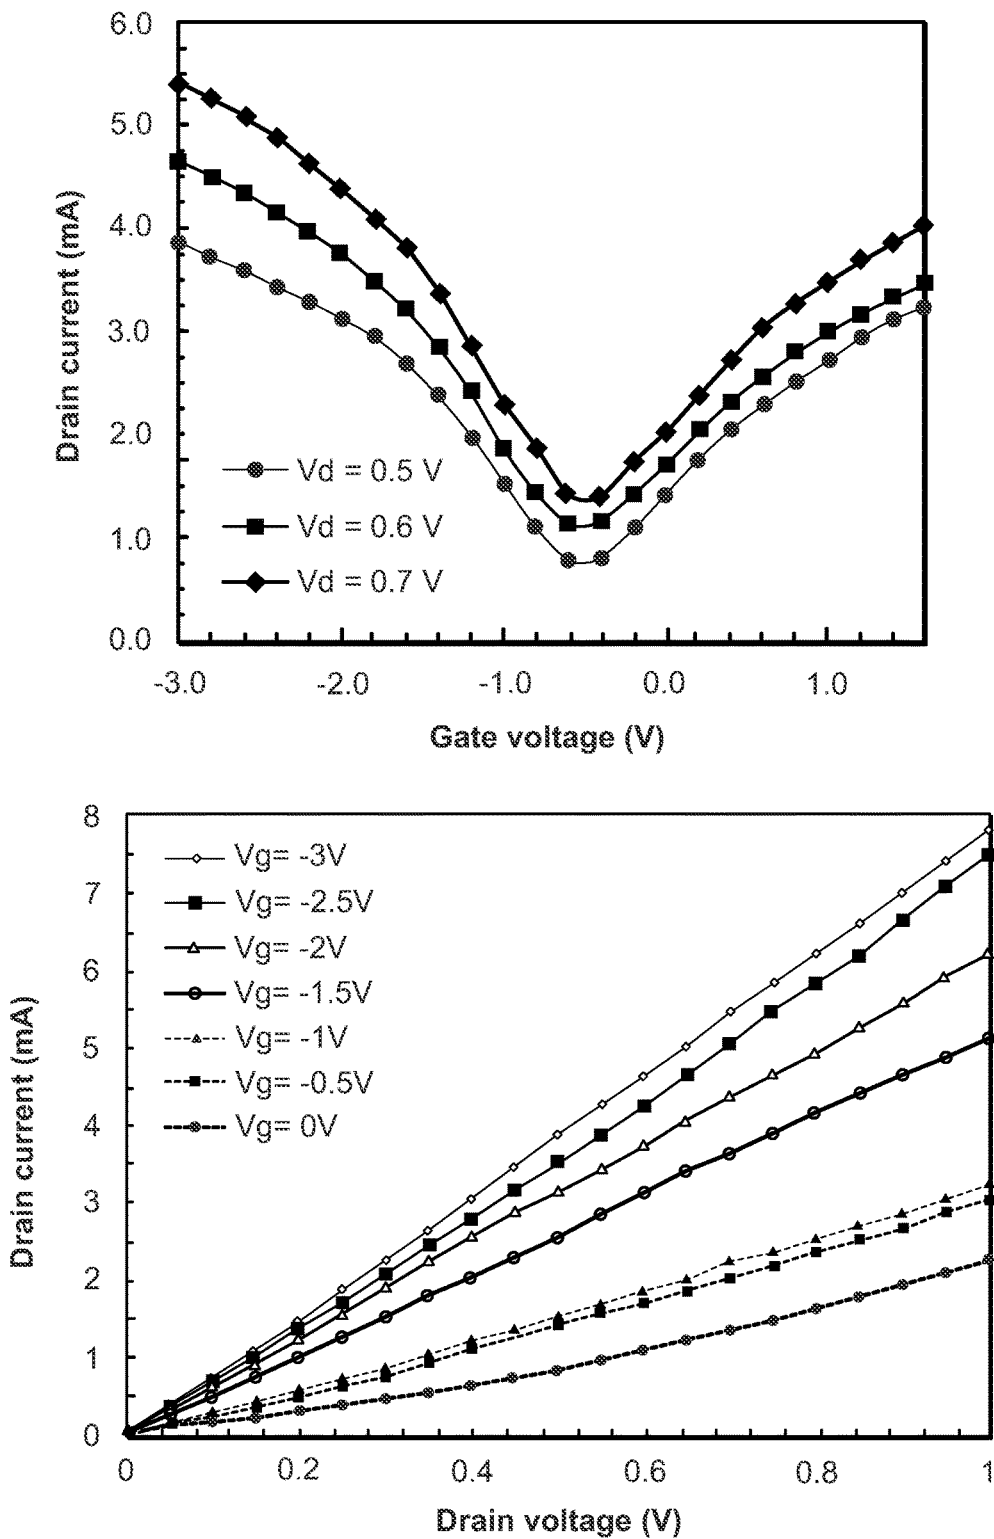 6.0
5.0
4.0
3.0
2.0
1.0
0.0
Drain current (mA)
Vd = 0.5 V
Vd = 0.6 V
Vd = 0.7 V
-3.0 -2.0 -1.0 0.0 1.0
Gate voltage (V)
8
7
6
5
4
3
2
1
0
Drain current (mA)
Vg= -3V
Vg= -2.5V
Vg= -2V
Vg= -1.5V
Vg= -1V
Vg= -0.5V
Vg= 0V
0 0.2 0.4 0.6 0.8 1
Drain voltage (V)